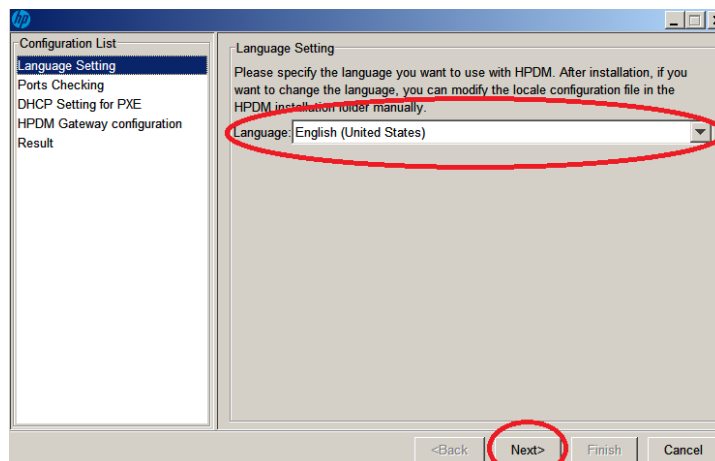 hp
Configuration List
Language Setting
Ports Checking
DHCP Setting for PXE
HPDM Gateway configuration
Result
Language Setting
Please specify the language you want to use with HPDM. After installation, if you
want to change the language, you can modify the locale configuration file in the
HPDM installation folder manually.
Language: English (United States)
<Back Next> Finish Cancel